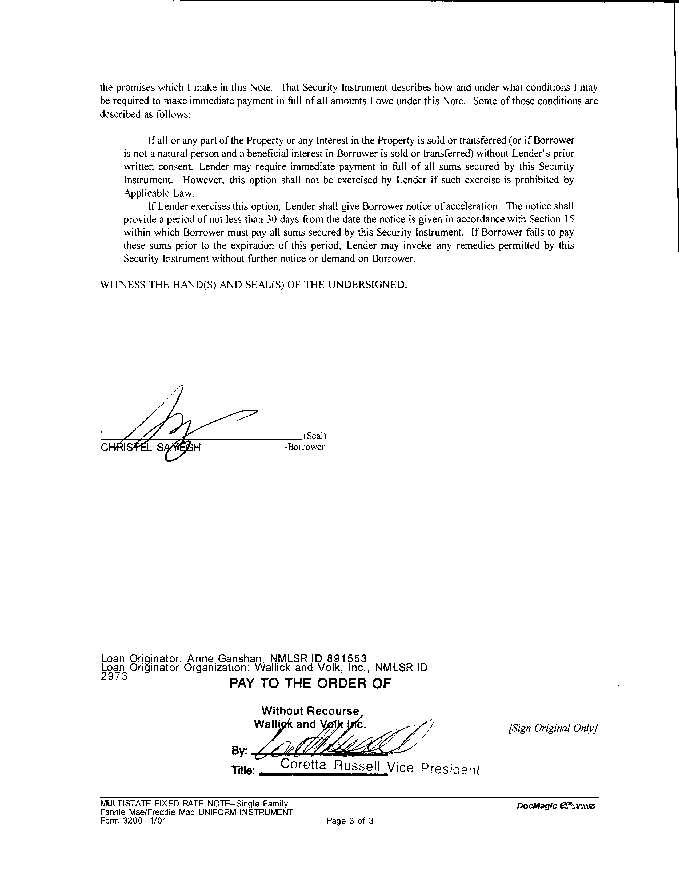 the promises which I make in this Note. That Security Instrument describes how and under what conditions I may
be required to make immediate payment in full of all amounts I owe under this Note. Some of those conditions are
described as follows:
If all or any part of the Property or any Interest in the Property is sold or transferred (or if Borrower
is not a natural person and a beneficial interest in Borrower is sold or transferred) without Lender's prior
written consent, Lender may require immediate payment in full of all sums secured by this Security
Instrument. However, this option shall not be exercised by Lender if such exercise is prohibited by
Applicable Law.
If Lender exercises this option, Lender shall give Borrower notice of acceleration. The notice shall
provide a period of not less than 30 days from the date the notice is given in accordance with Section 15
within which Borrower must pay all sums secured by this Security Instrument. If Borrower fails to pay
these sums prior to the expiration of this period, Lender may invoke any remedies permitted by this
Security Instrument without further notice or demand on Borrower.
WITNESS THE HAND(S) AND SEAL(S) OF THE UNDERSIGNED.
(Seal)
CHRISTEL SAYEGH -Borrower
Loan Originator: Anne Ganshan, NMLSR ID 891553
Loan Originator Organization: Wallick and Volk, Inc., NMLSR ID
2973
PAY TO THE ORDER OF
Without Recourse,
Wallick and Volk Inc.
[Sign Original Only]
By:
Title: Coretta Russell Vice President
MULTISTATE FIXED RATE NOTE--Single Family
Fannie Mae/Freddie Mac UNIFORM INSTRUMENT
Form 3200 1/01 Page 3 of 3
DocMagic